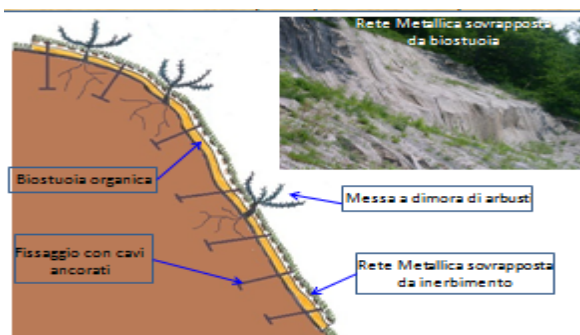 Rete Metallica sovrapposta
da biostuoia
Biostuoia organica
Messa a dimora di arbusti
Fissaggio con cavi
ancorati
Rete Metallica sovrapposta
da inerbimento